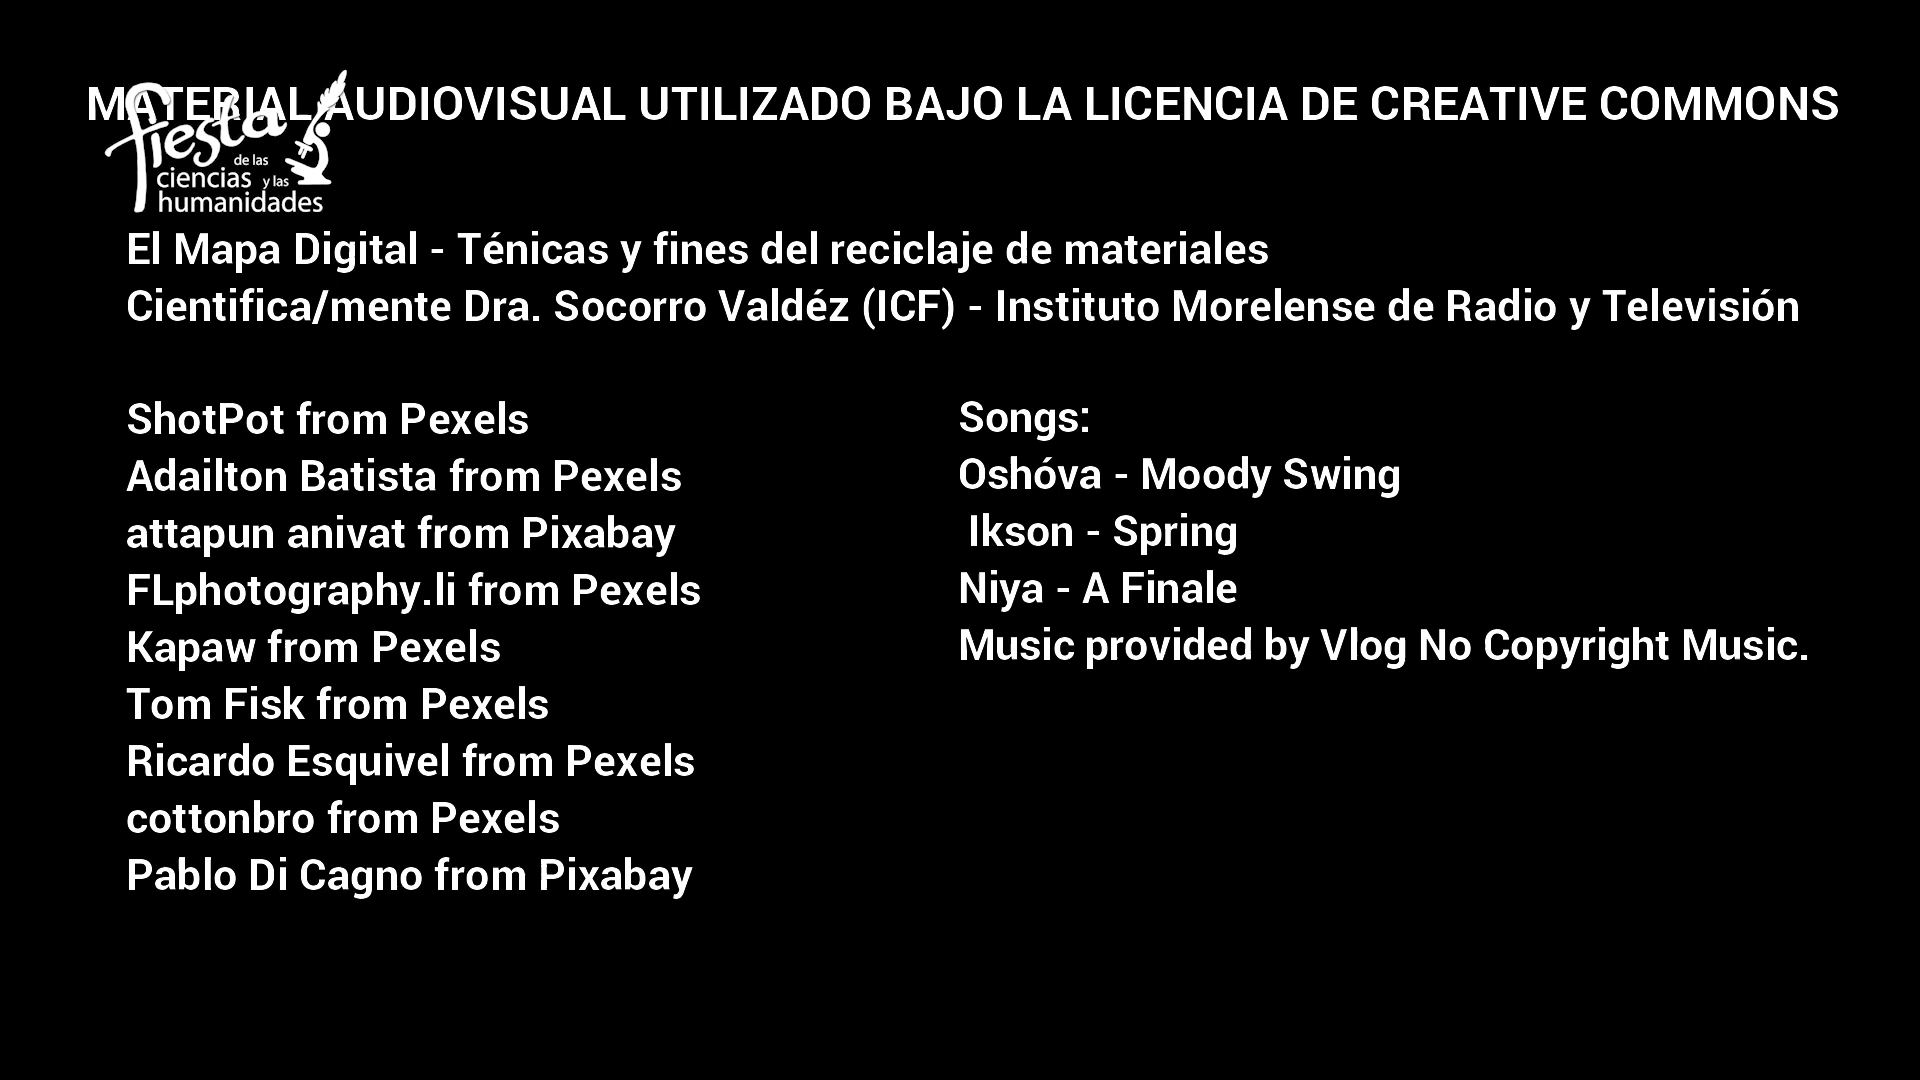 MATERIAL AUDIOVISUAL UTILIZADO BAJO LA LICENCIA DE CREATIVE COMMONS
fiesta
de las
ciencias y las
humanidades
El Mapa Digital - Ténicas y fines del reciclaje de materiales
Cientifica/mente Dra. Socorro Valdéz (ICF) - Instituto Morelense de Radio y Televisión
ShotPot from Pexels
Adailton Batista from Pexels
attapun anivat from Pixabay
FLphotography.li from Pexels
Kapaw from Pexels
Tom Fisk from Pexels
Ricardo Esquivel from Pexels
cottonbro from Pexels
Pablo Di Cagno from Pixabay
Songs:
Oshóva - Moody Swing
Ikson - Spring
Niya - A Finale
Music provided by Vlog No Copyright Music.